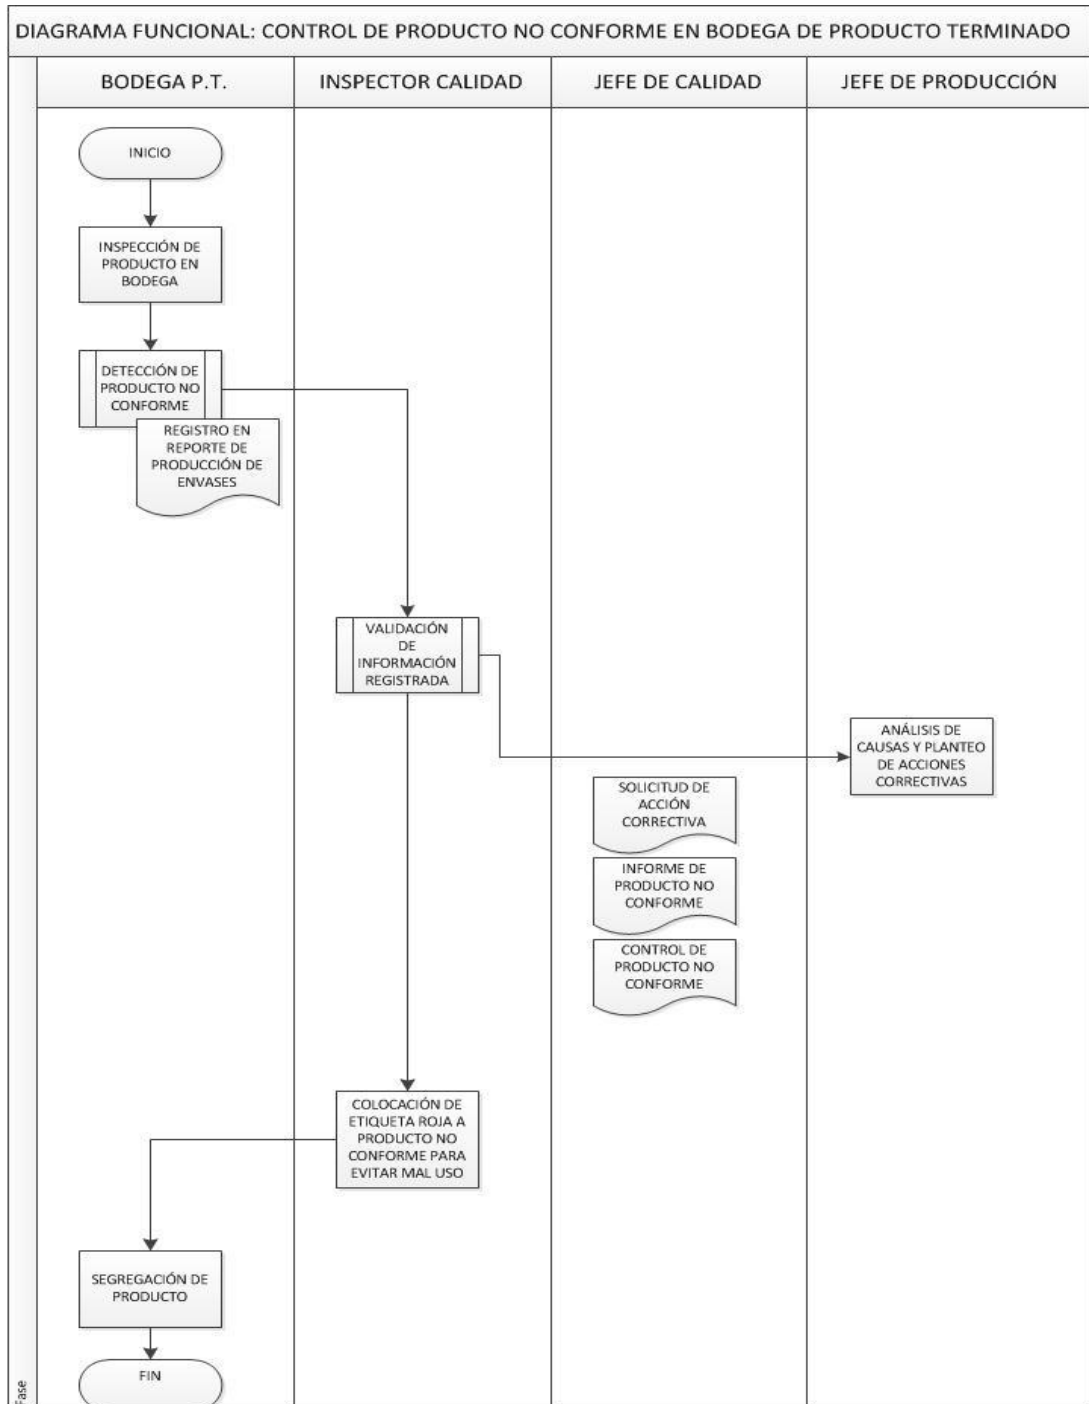 DIAGRAMA FUNCIONAL: CONTROL DE PRODUCTO NO CONFORME EN BODEGA DE PRODUCTO TERMINADO
BODEGA P.T.
INSPECTOR CALIDAD
JEFE DE CALIDAD
JEFE DE PRODUCCIÓN
INICIO
INSPECCIÓN DE
PRODUCTO EN
BODEGA
DETECCIÓN DE
PRODUCTO NO
CONFORME
REGISTRO EN
REPORTE DE
PRODUCCIÓN DE
ENVASES
VALIDACIÓN
DE
INFORMACIÓN
REGISTRADA
ANÁLISIS DE
CAUSAS Y PLANTEO
DE ACCIONES
CORRECTIVAS
SOLICITUD DE
ACCIÓN
CORRECTIVA
INFORME DE
PRODUCTO NO
CONFORME
CONTROL DE
PRODUCTO NO
CONFORME
COLOCACIÓN DE
ETIQUETA ROJA A
PRODUCTO NO
CONFORME PARA
EVITAR MAL USO
SEGREGACIÓN DE
PRODUCTO
FIN
Fase